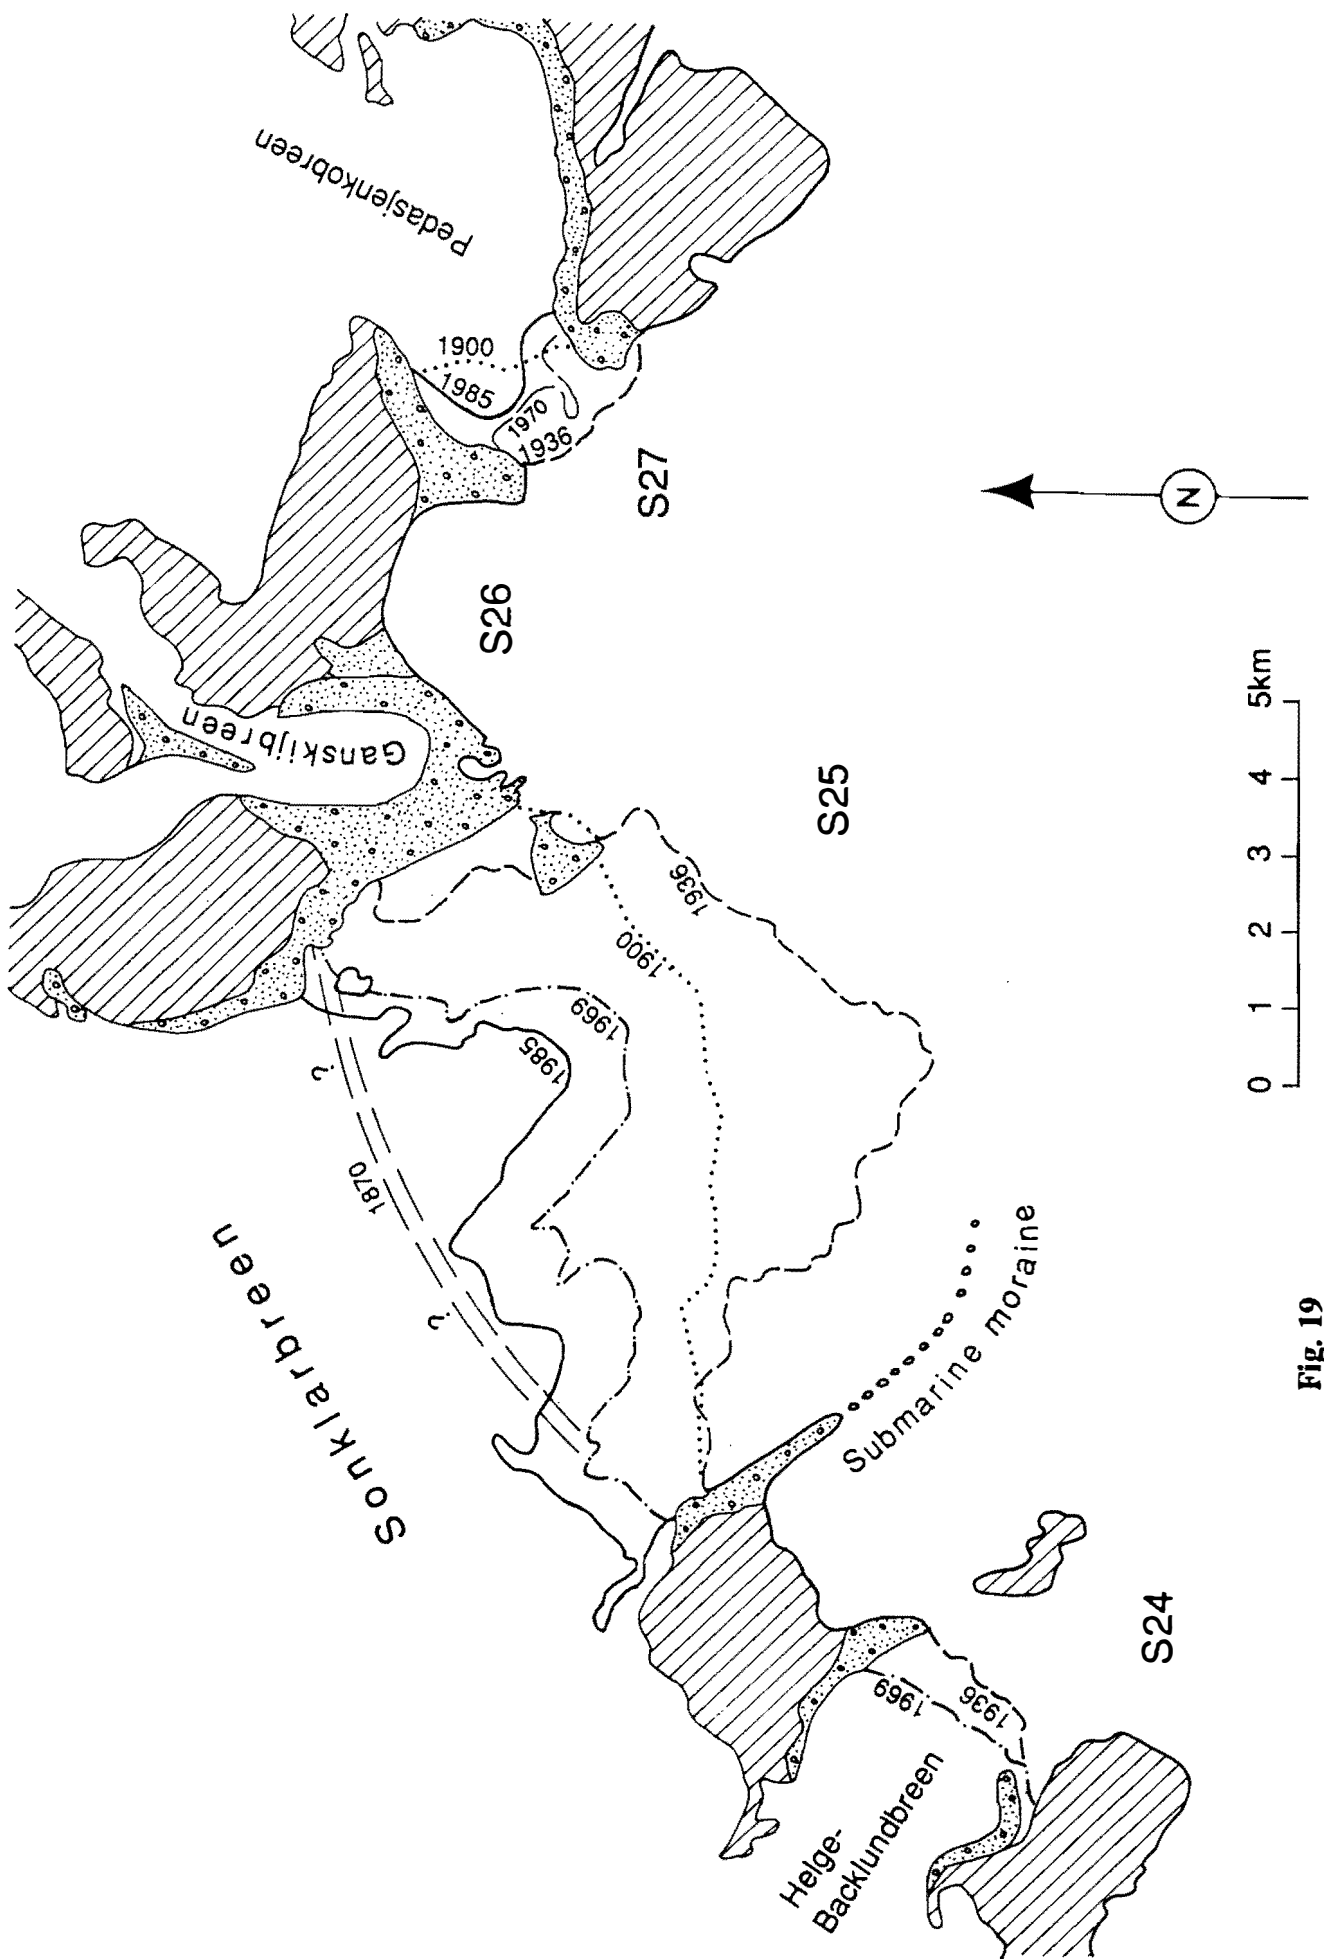 Pedasjenkobreen
1900
1985
1970
1936
S27
S26
Ganskijbreen
S25
1936
1900
1969
1985
?
1870
?
Sonklarbreen
Submarine moraine
S24
1969
1936
Helge-
Backlundbreen
N
0 1 2 3 4 5km
Fig. 19